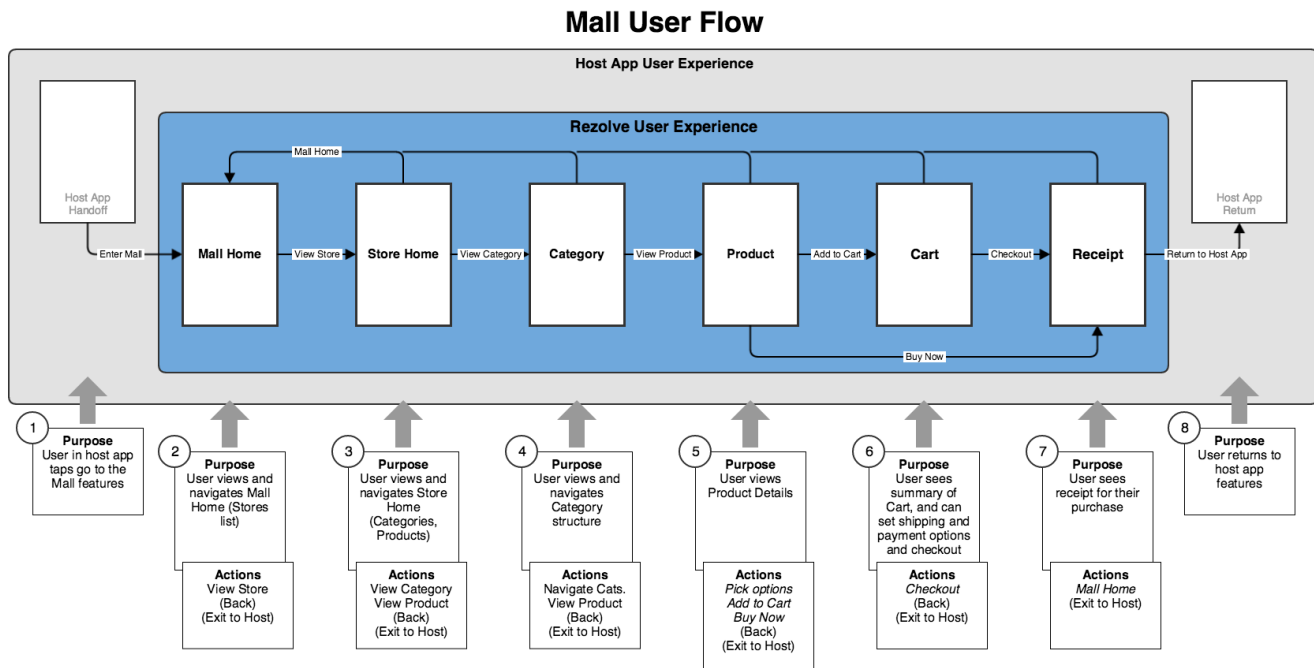 Mall User Flow
Host App User Experience
Rezolve User Experience
Mall Home
Host App
Handoff
Host App
Return
Enter Mall
Mall Home
View Store
Store Home
View Category
Category
View Product
Product
Add to Cart
Cart
Checkout
Receipt
Return to Host App
Buy Now
1
Purpose
User in host app
taps go to the
Mall features
2
Purpose
User views and
navigates Mall
Home (Stores
list)
Actions
View Store
(Back)
(Exit to Host)
3
Purpose
User views and
navigates Store
Home
(Categories,
Products)
Actions
View Category
View Product
(Back)
(Exit to Host)
4
Purpose
User views and
navigates
Category
structure
Actions
Navigate Cats.
View Product
(Back)
(Exit to Host)
5
Purpose
User views
Product Details
Actions
Pick options
Add to Cart
Buy Now
(Back)
(Exit to Host)
6
Purpose
User sees
summary of
Cart, and can
set shipping and
payment options
and checkout
Actions
Checkout
(Back)
(Exit to Host)
7
Purpose
User sees
receipt for their
purchase
Actions
Mall Home
(Exit to Host)
8
Purpose
User returns to
host app
features